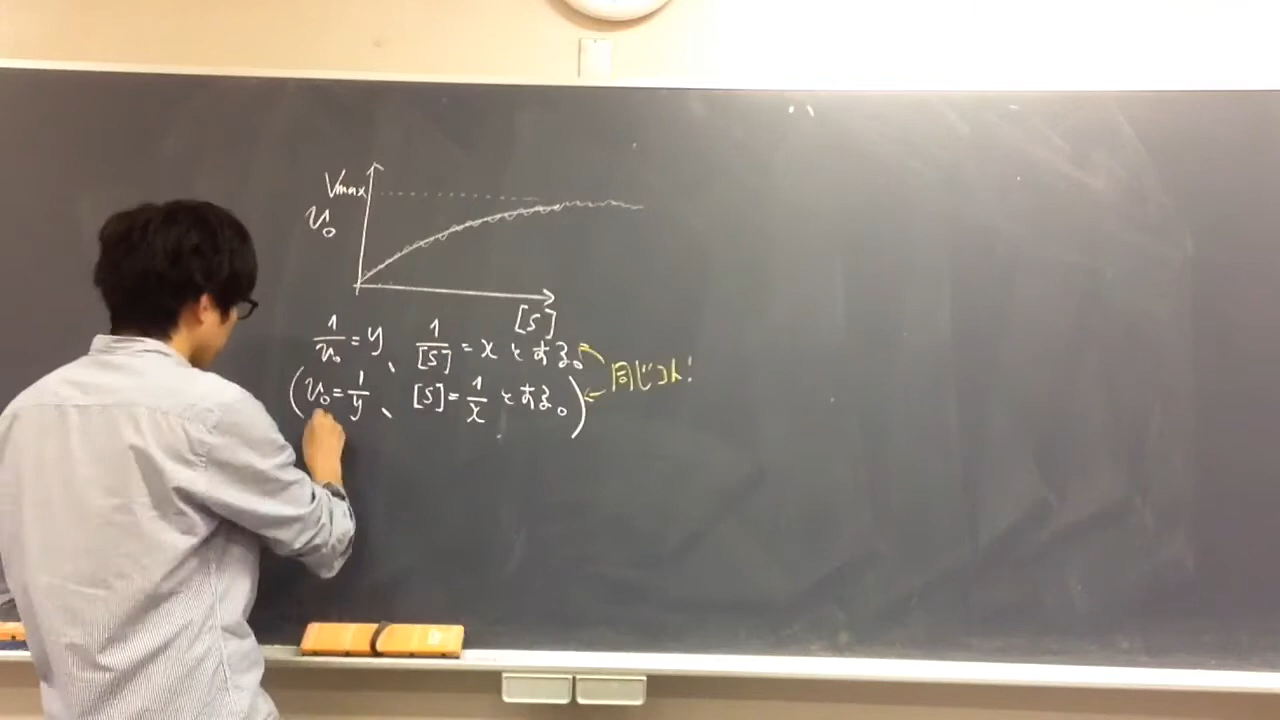 Vmax
v₀
[S]
1/v₀ = y、 1/[S] = x とする。
(v₀ = 1/y、 [S] = 1/x とする。)
同じコト!